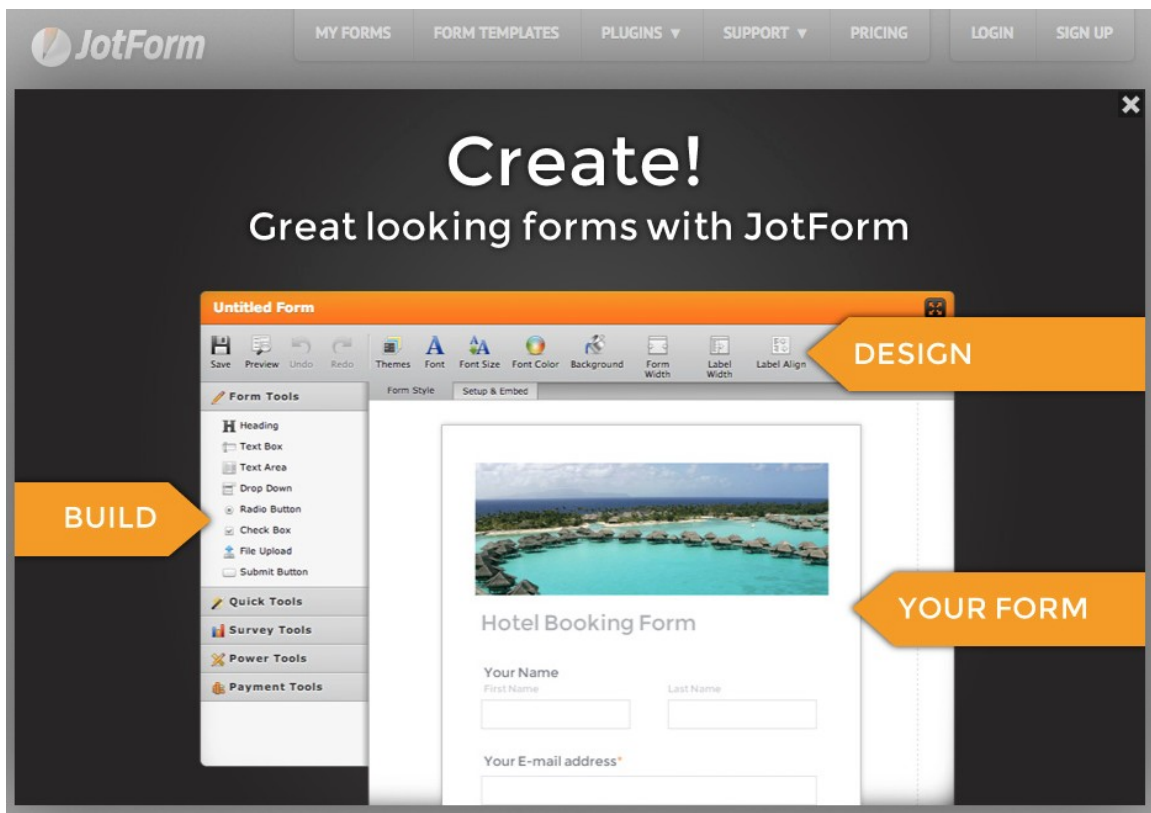 JotForm
MY FORMS FORM TEMPLATES PLUGINS ▼ SUPPORT ▼ PRICING LOGIN SIGN UP
Create!
Great looking forms with JotForm
Untitled Form
Save Preview Undo Redo Themes Font Font Size Font Color Background Form Width Label Width Label Align
DESIGN
Form Style Setup & Embed
Form Tools
Heading
Text Box
Text Area
Drop Down
Radio Button
Check Box
File Upload
Submit Button
BUILD
Quick Tools
Survey Tools
Power Tools
Payment Tools
YOUR FORM
Hotel Booking Form
Your Name
First Name Last Name
Your E-mail address*